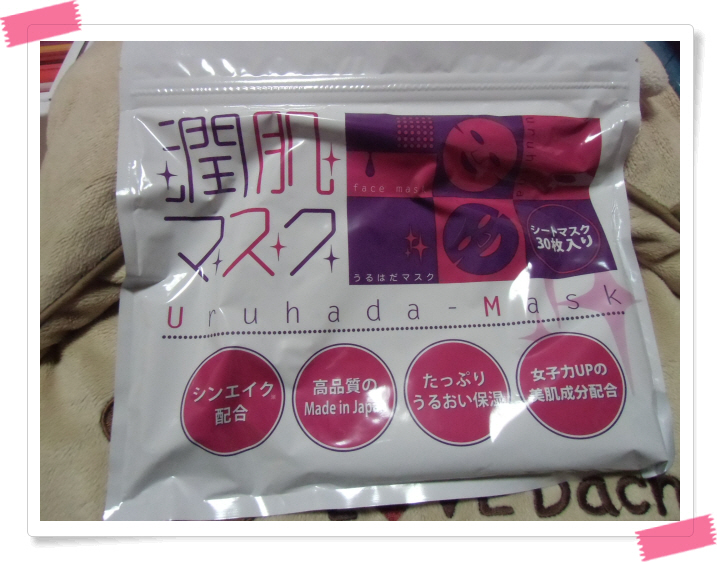 潤肌
マスク
uruha
face mask
シートマスク
30枚入り
うるはだマスク
Uruhada-Mask
シンエイク
配合
高品質の
Made in Japan
たっぷり
うるおい保湿
女子力UPの
美肌成分配合
LOVE Dach